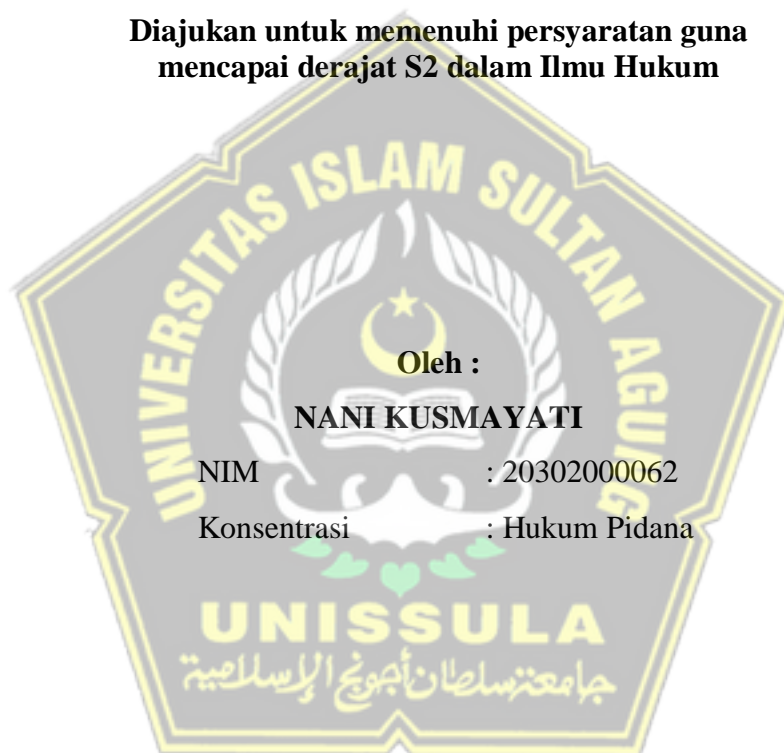 Diajukan untuk memenuhi persyaratan guna
mencapai derajat S2 dalam Ilmu Hukum
UNIVERSITAS ISLAM SULTAN AGUNG
Oleh :
NANI KUSMAYATI
NIM : 20302000062
Konsentrasi : Hukum Pidana
UNISSULA
جامعة سلطان أجونج الإسلامية